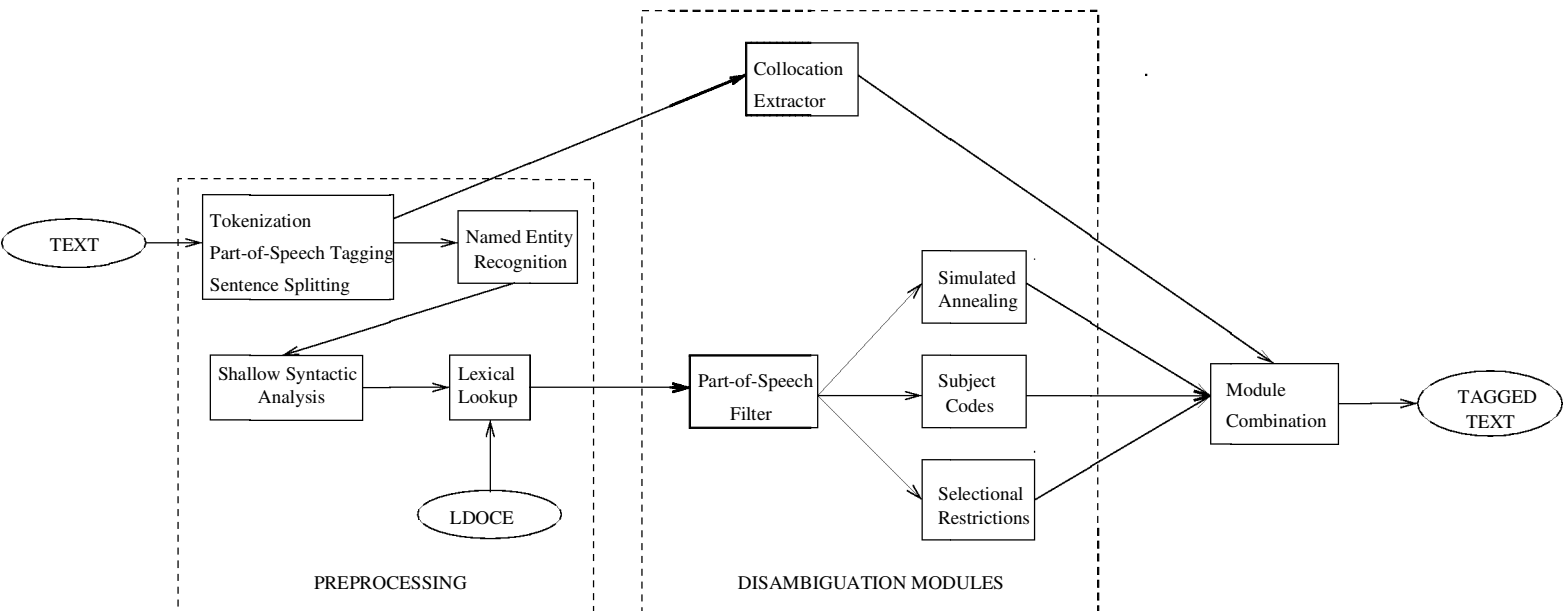 Collocation
Extractor
TEXT
Tokenization
Part-of-Speech Tagging
Sentence Splitting
Named Entity
Recognition
Shallow Syntactic
Analysis
Lexical
Lookup
LDOCE
PREPROCESSING
Part-of-Speech
Filter
Simulated
Annealing
Subject
Codes
Selectional
Restrictions
DISAMBIGUATION MODULES
Module
Combination
TAGGED
TEXT